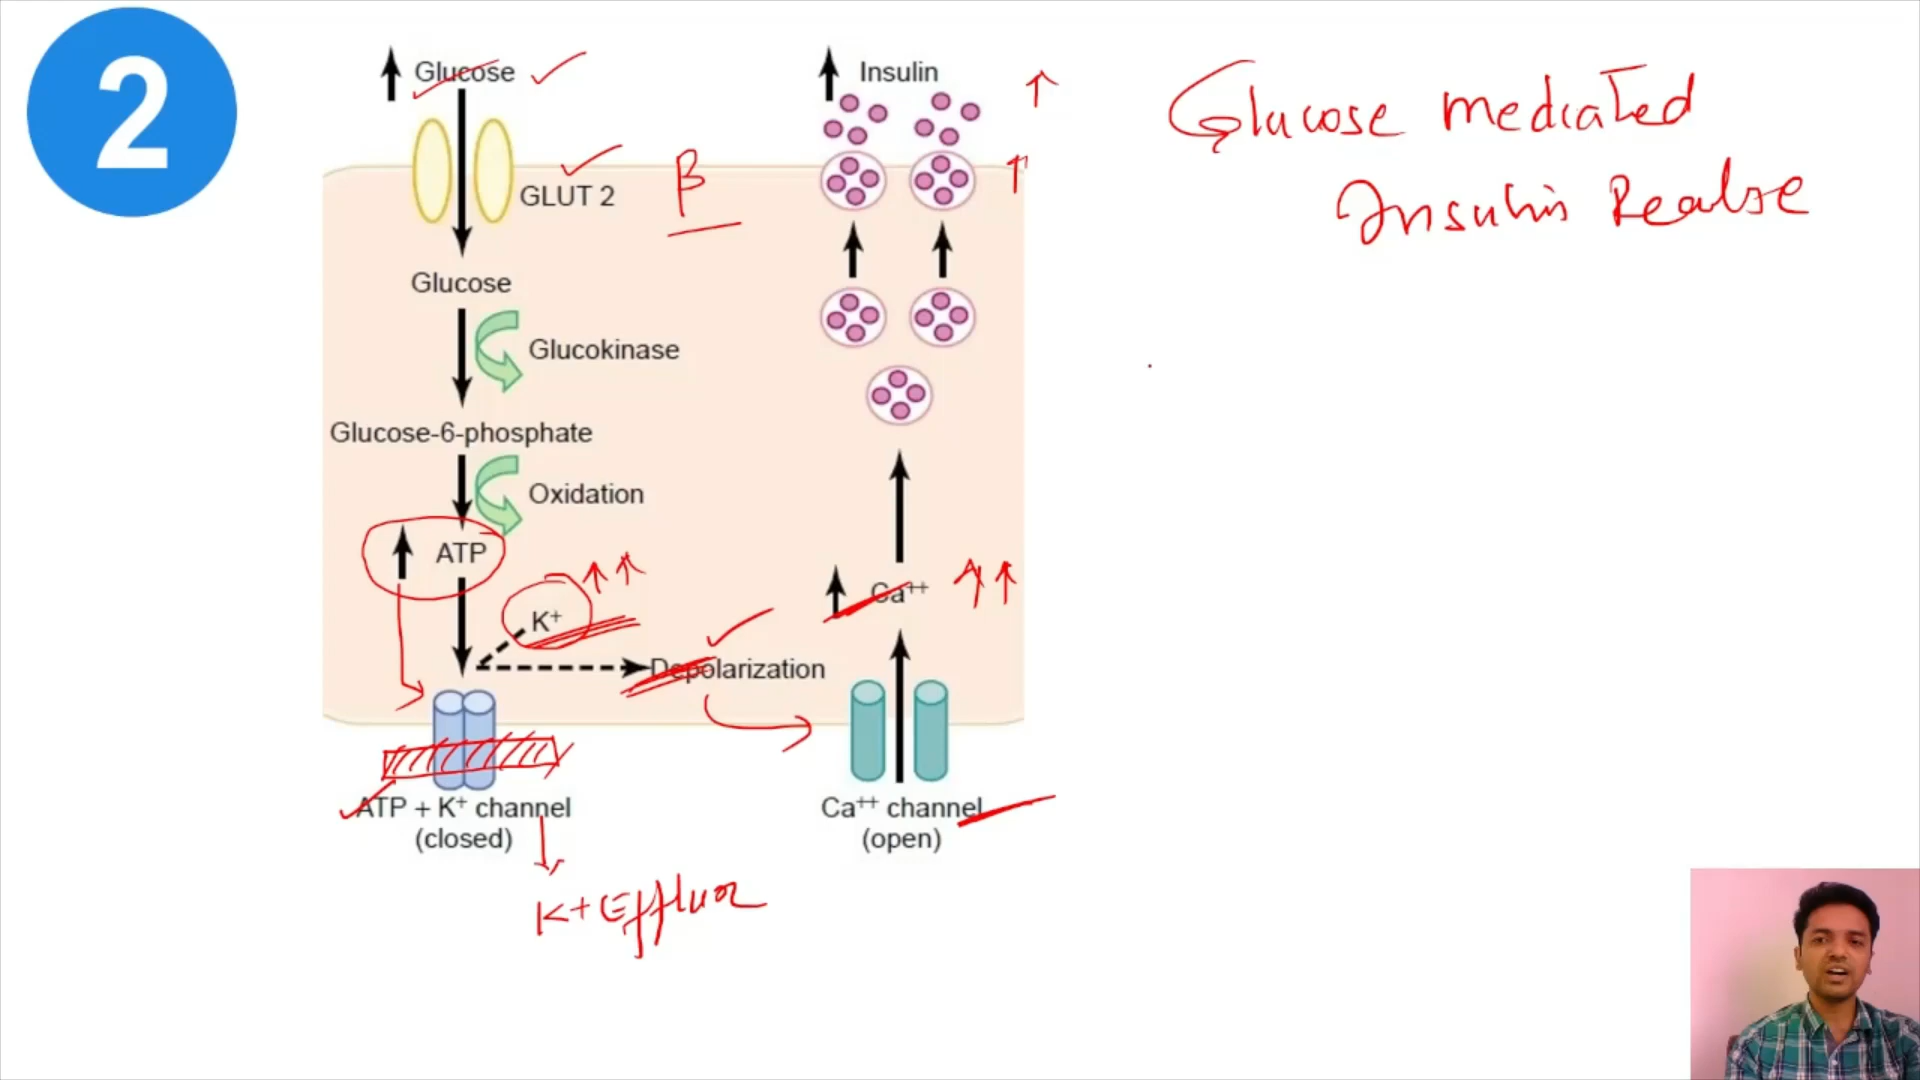 2
Glucose
Insulin
Glucose mediated
Insulin Realse
GLUT 2
β
Glucose
Glucokinase
Glucose-6-phosphate
Oxidation
ATP
K+
Ca++
Depolarization
ATP + K+ channel
(closed)
Ca++ channel
(open)
K+ Efflux